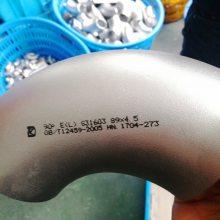 90° E(L) S31603 89x4.5
GB/T12459-2005 HN 1704-273